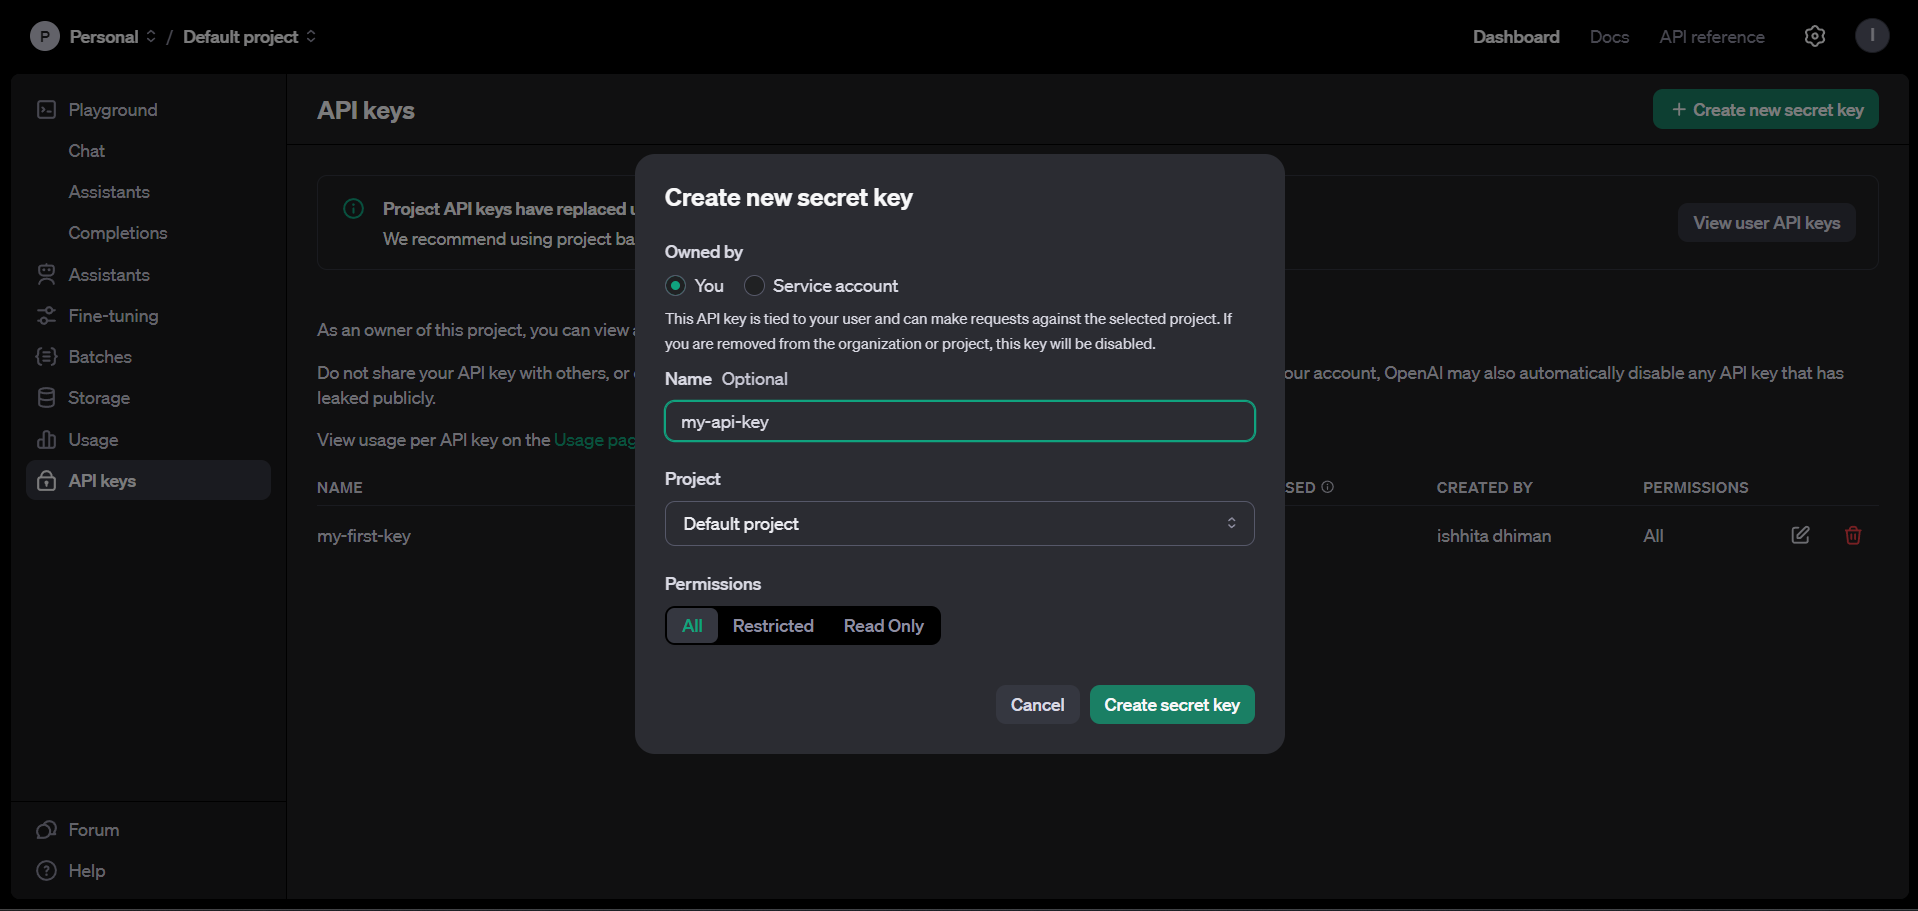 P Personal / Default project
Dashboard Docs API reference I
Playground
Chat
Assistants
Completions
Assistants
Fine-tuning
Batches
Storage
Usage
API keys
Forum
Help
API keys
+ Create new secret key
Project API keys have replaced
We recommend using project
View user API keys
As an owner of this project, you can view
Do not share your API key with others, or
our account, OpenAI may also automatically disable any API key that has
leaked publicly.
View usage per API key on the Usage
NAME CREATED BY PERMISSIONS
my-first-key ishhita dhiman All
Create new secret key
Owned by
You Service account
This API key is tied to your user and can make requests against the selected project. If
you are removed from the organization or project, this key will be disabled.
Name Optional
my-api-key
Project
Default project
Permissions
All Restricted Read Only
Cancel Create secret key